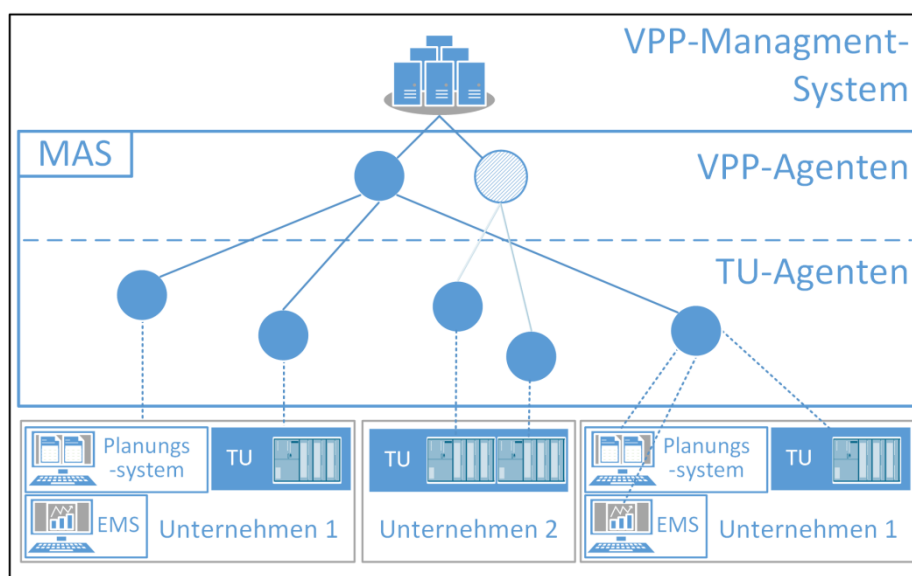 VPP-Managment-
System
MAS
VPP-Agenten
TU-Agenten
Planungs
-system
TU
EMS
Unternehmen 1
TU
Unternehmen 2
Planungs
-system
TU
EMS
Unternehmen 1